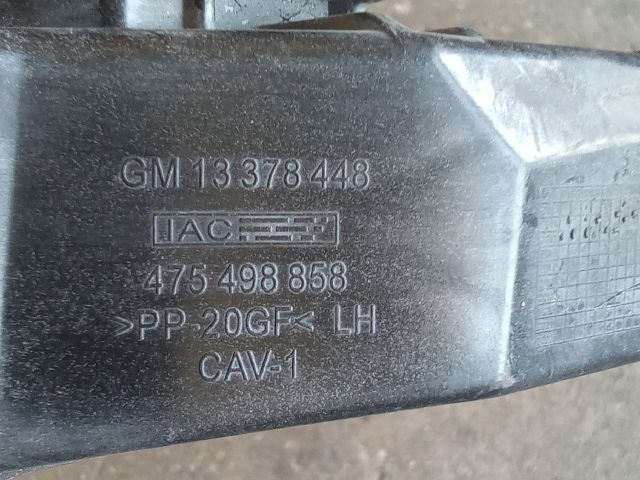 GM 13 378 448
IAC
475 498 858
>PP-20GF< LH
CAV-1